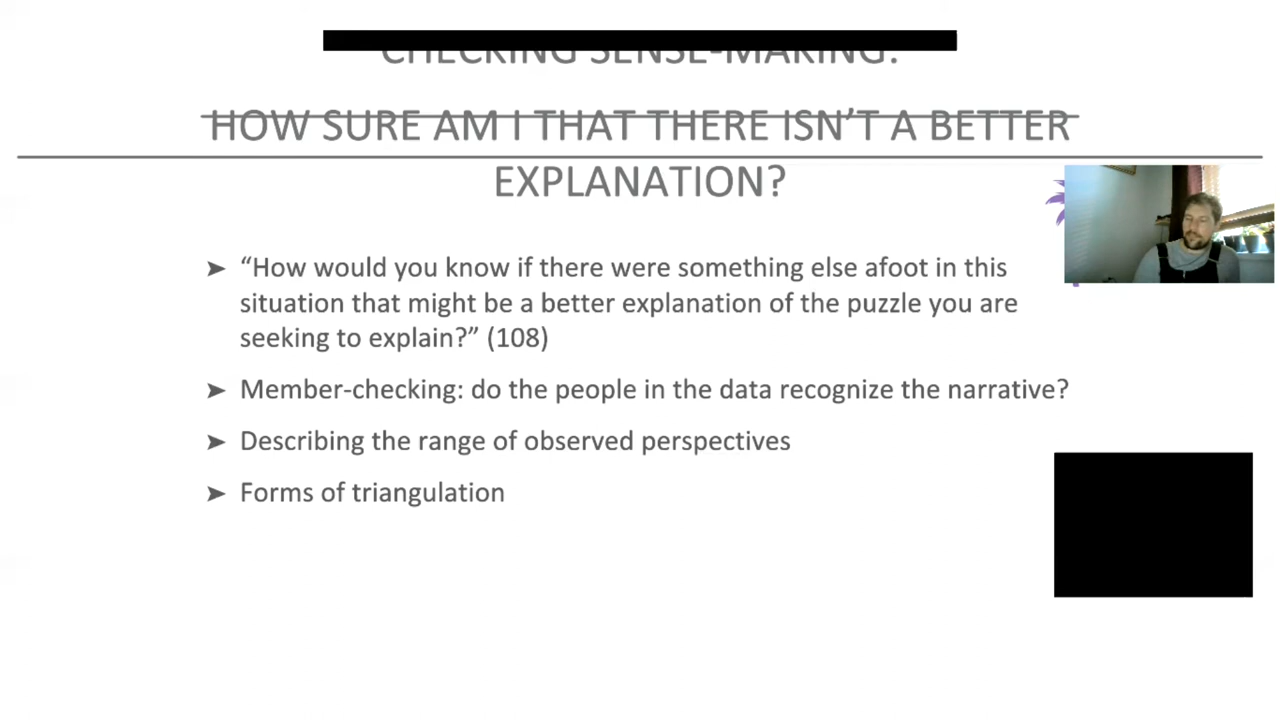 CHECKING SENSE-MAKING:
HOW SURE AM I THAT THERE ISN’T A BETTER
EXPLANATION?
➤ “How would you know if there were something else afoot in this
situation that might be a better explanation of the puzzle you are
seeking to explain?” (108)
➤ Member-checking: do the people in the data recognize the narrative?
➤ Describing the range of observed perspectives
➤ Forms of triangulation